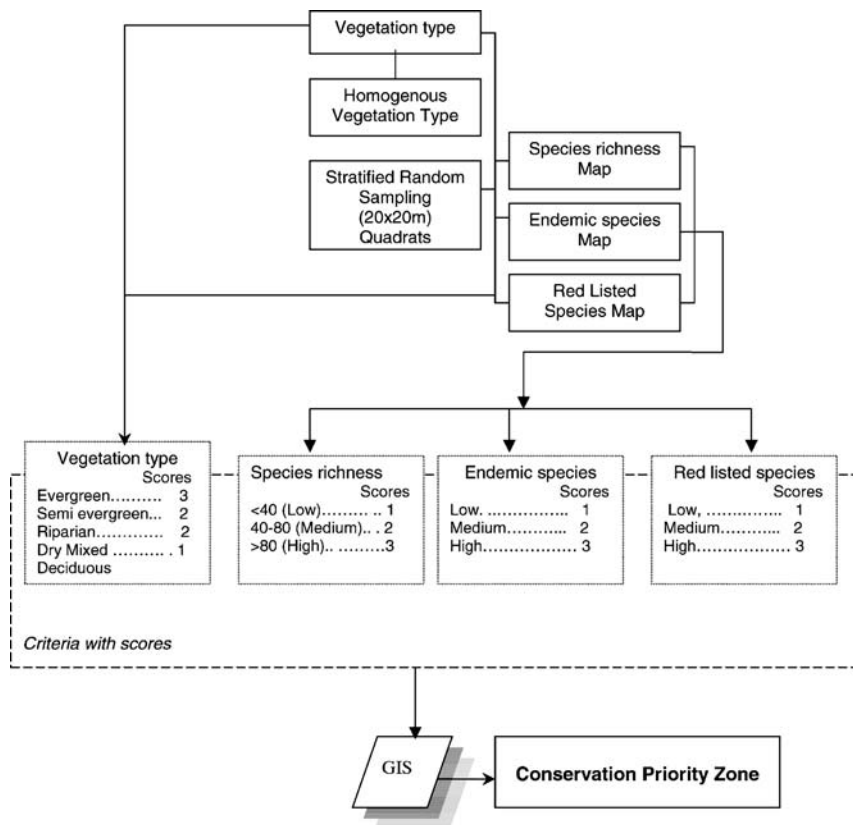 Vegetation type
Homogenous
Vegetation Type
Stratified Random
Sampling
(20x20m)
Quadrats
Species richness
Map
Endemic species
Map
Red Listed
Species Map
Vegetation type
Scores
Evergreen.......... 3
Semi evergreen... 2
Riparian............. 2
Dry Mixed .......... . 1
Deciduous
Species richness
Scores
<40 (Low)......... .. 1
40-80 (Medium).. . 2
>80 (High).. .........3
Endemic species
Scores
Low. ............... 1
Medium........... 2
High.................. 3
Red listed species
Scores
Low, .............. 1
Medium........... 2
High.................. 3
Criteria with scores
GIS
Conservation Priority Zone